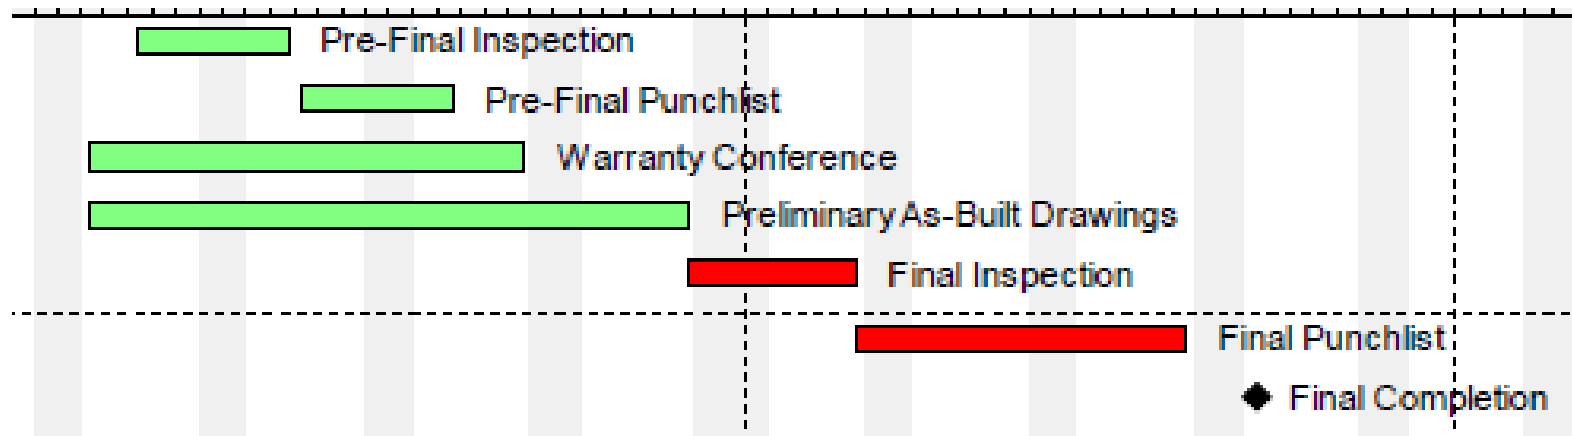 Pre-Final Inspection
Pre-Final Punchlist
Warranty Conference
Preliminary As-Built Drawings
Final Inspection
Final Punchlist
Final Completion